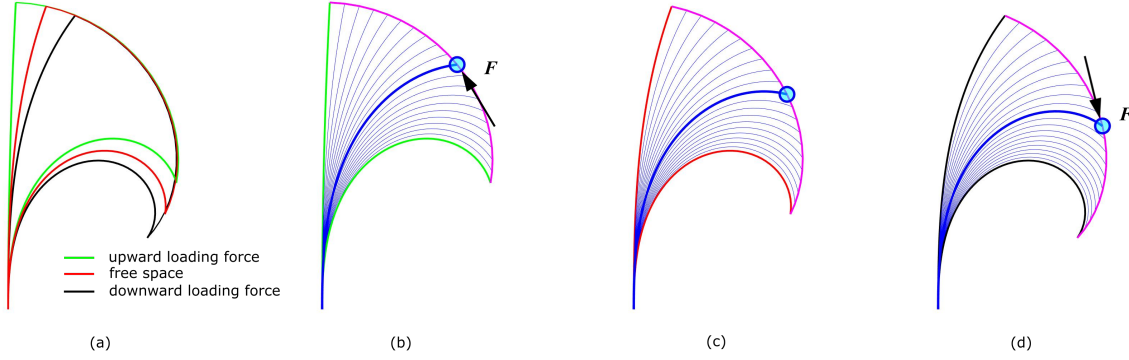 F
F
upward loading force
free space
downward loading force
(a)
(b)
(c)
(d)